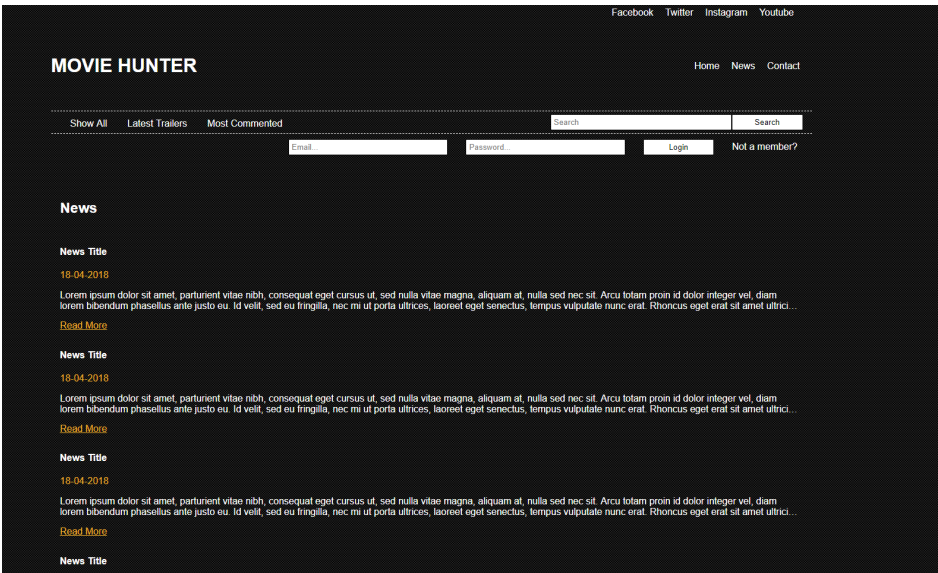 Facebook Twitter Instagram Youtube
MOVIE HUNTER
Home News Contact
Show All Latest Trailers Most Commented Search Search
Email... Password... Login Not a member?
News
News Title
18-04-2018
Lorem ipsum dolor sit amet, parturient vitae nibh, consequat eget cursus ut, sed nulla vitae magna, aliquam at, nulla sed nec sit. Arcu totam proin id dolor integer vel, diam
lorem bibendum phasellus ante justo eu. Id velit, sed eu fringilla, nec mi ut porta ultrices, laoreet eget senectus, tempus vulputate nunc erat. Rhoncus eget erat sit amet ultrici...
Read More
News Title
18-04-2018
Lorem ipsum dolor sit amet, parturient vitae nibh, consequat eget cursus ut, sed nulla vitae magna, aliquam at, nulla sed nec sit. Arcu totam proin id dolor integer vel, diam
lorem bibendum phasellus ante justo eu. Id velit, sed eu fringilla, nec mi ut porta ultrices, laoreet eget senectus, tempus vulputate nunc erat. Rhoncus eget erat sit amet ultrici...
Read More
News Title
18-04-2018
Lorem ipsum dolor sit amet, parturient vitae nibh, consequat eget cursus ut, sed nulla vitae magna, aliquam at, nulla sed nec sit. Arcu totam proin id dolor integer vel, diam
lorem bibendum phasellus ante justo eu. Id velit, sed eu fringilla, nec mi ut porta ultrices, laoreet eget senectus, tempus vulputate nunc erat. Rhoncus eget erat sit amet ultrici...
Read More
News Title